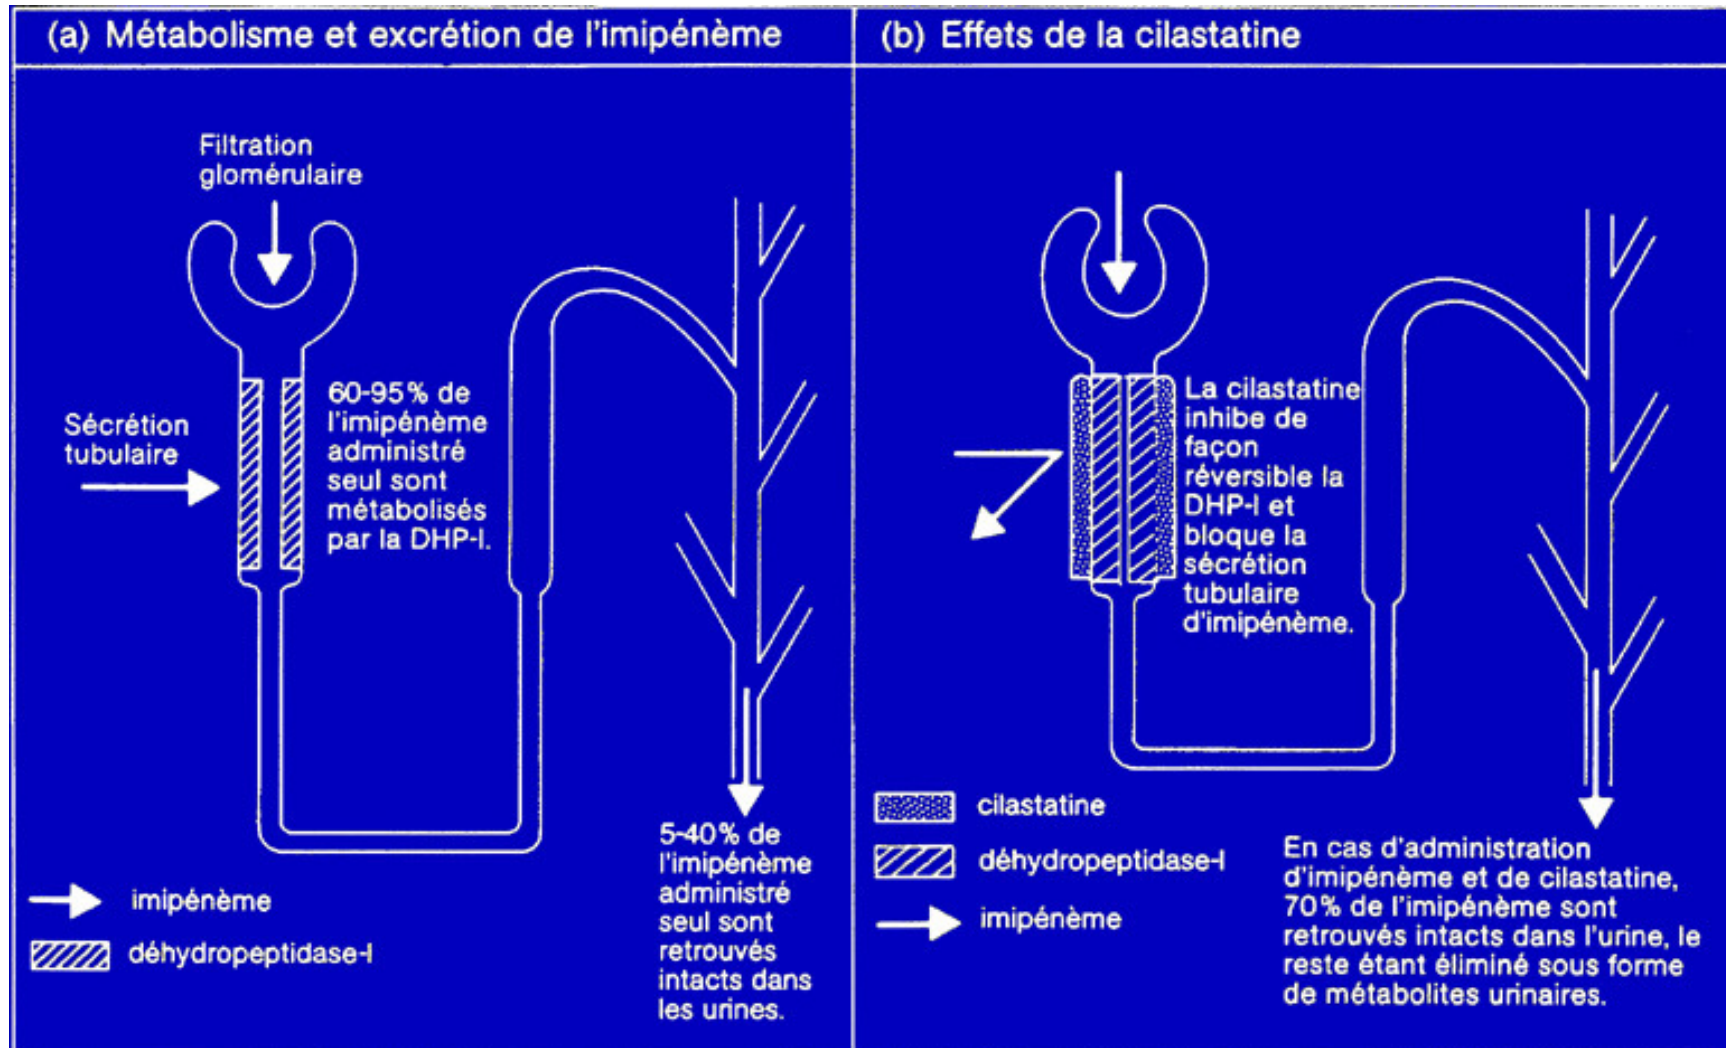 (a) Métabolisme et excrétion de l'imipénème
Filtration
glomérulaire
Sécrétion
tubulaire
60-95% de
l'imipénème
administré
seul sont
métabolisés
par la DHP-I.
5-40% de
l'imipénème
administré
seul sont
retrouvés
intacts dans
les urines.
imipénème
déhydropeptidase-I
(b) Effets de la cilastatine
La cilastatine
inhibe de
façon
réversible la
DHP-I et
bloque la
sécrétion
tubulaire
d'imipénème.
cilastatine
déhydropeptidase-I
imipénème
En cas d'administration
d'imipénème et de cilastatine,
70% de l'imipénème sont
retrouvés intacts dans l'urine, le
reste étant éliminé sous forme
de métabolites urinaires.